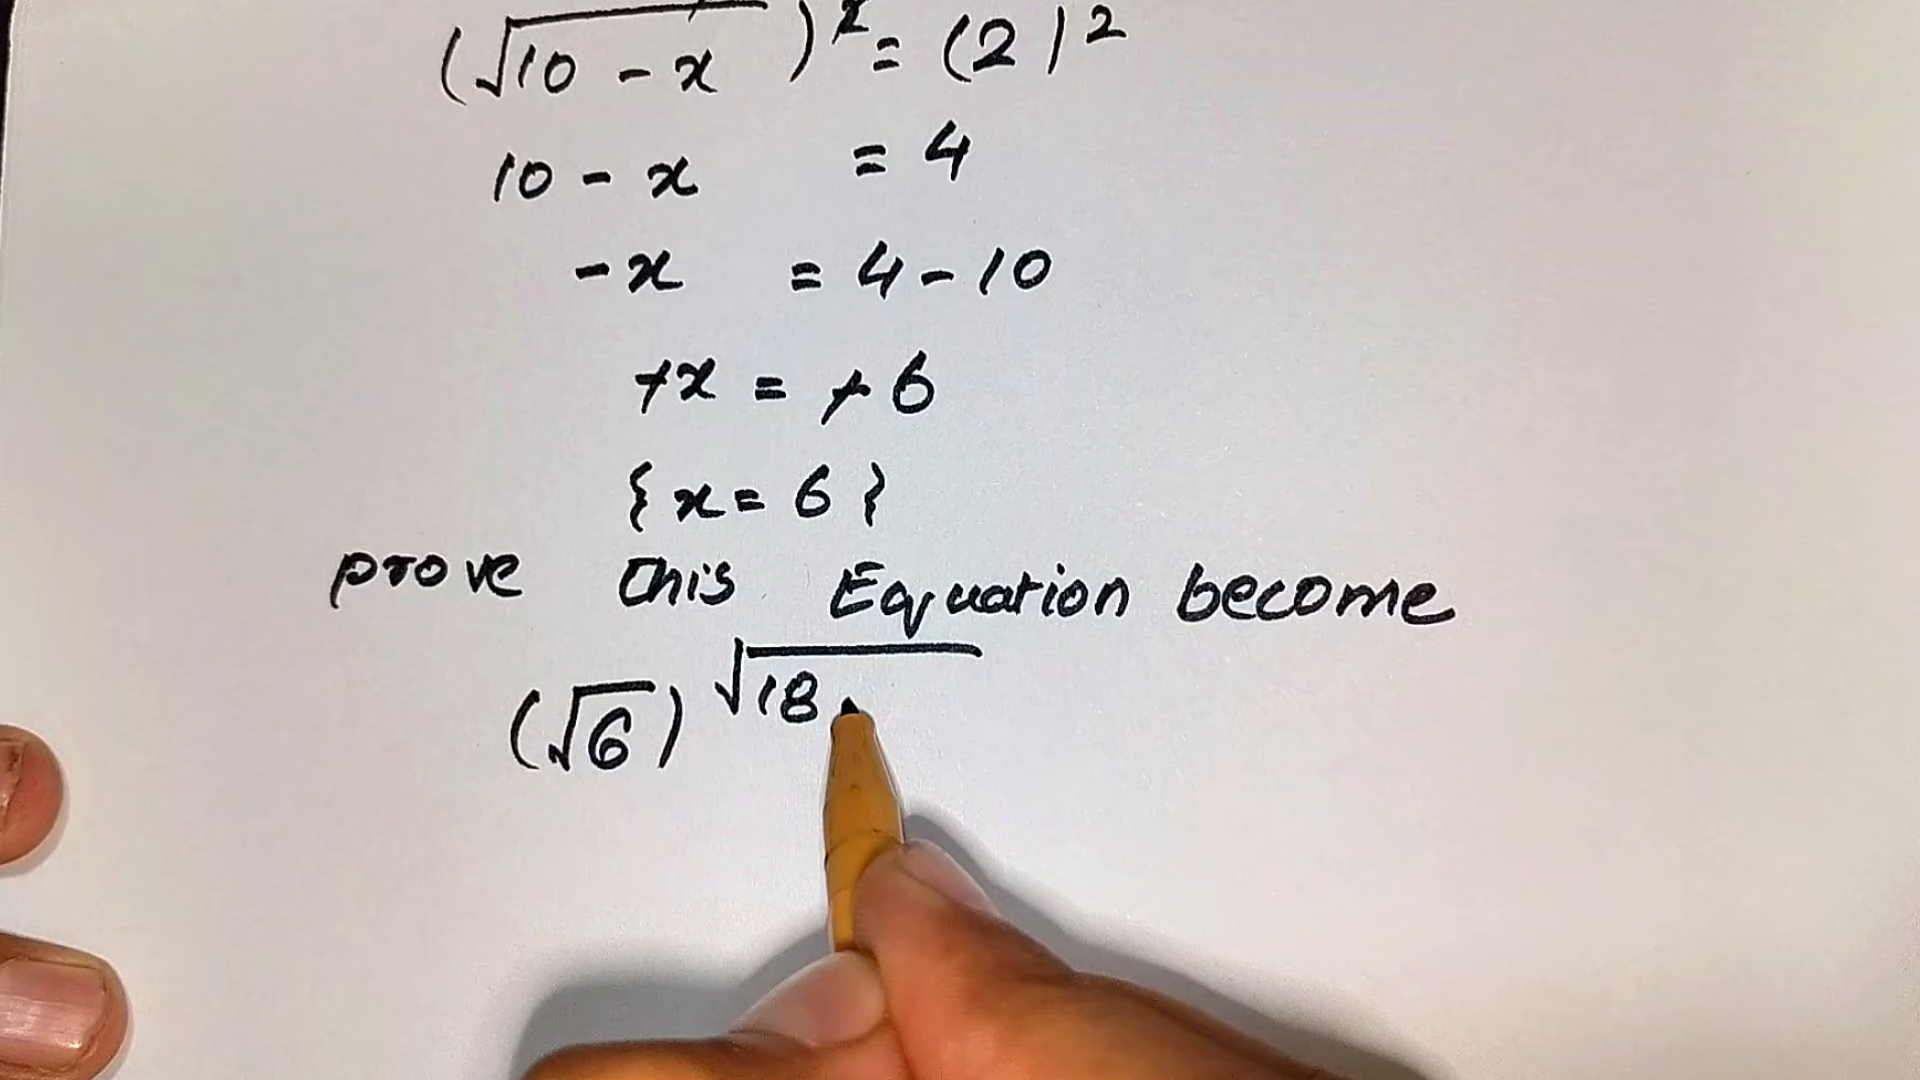 (√10 - x)² = (2)²
10 - x = 4
-x = 4 - 10
+x = +6
{x = 6}
prove this Equation become
(√6)^√18